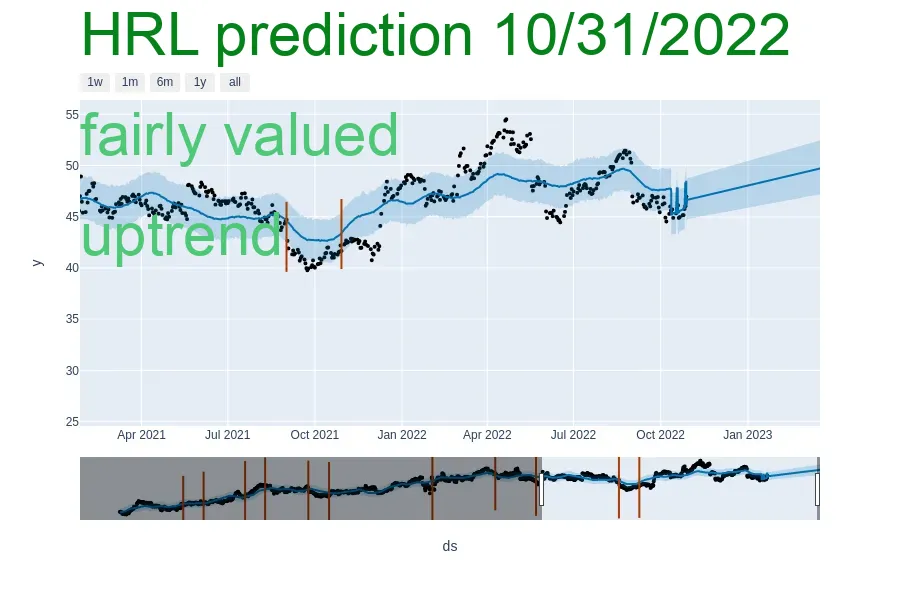 HRL prediction 10/31/2022
1w 1m 6m 1y all
fairly valued
uptrend
55
50
45
40
35
30
25
y
Apr 2021 Jul 2021 Oct 2021 Jan 2022 Apr 2022 Jul 2022 Oct 2022 Jan 2023
ds